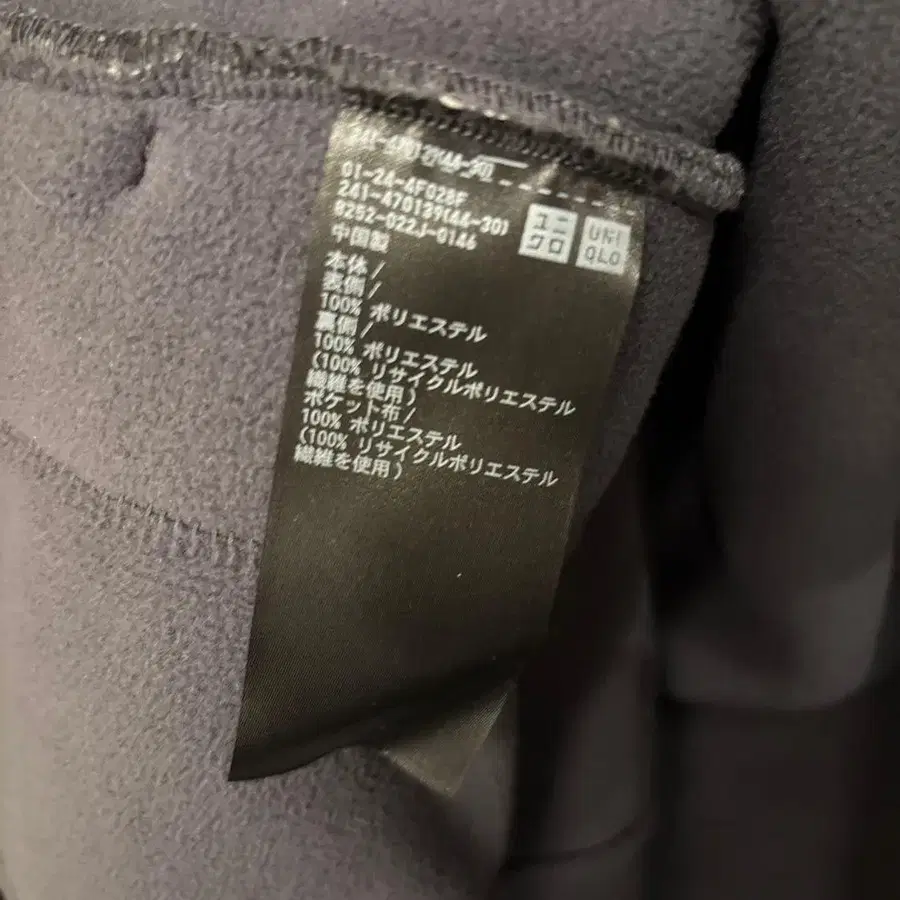 01-24-4F028F
241-470139(44-30)
8252-022J-0146
中国製
ユニ
クロ
UNI
QLO
本体/
表側/
100% ポリエステル
裏側/
100% ポリエステル
(100% リサイクルポリエステル
繊維を使用)
ポケット布/
100% ポリエステル
(100% リサイクルポリエステル
繊維を使用)